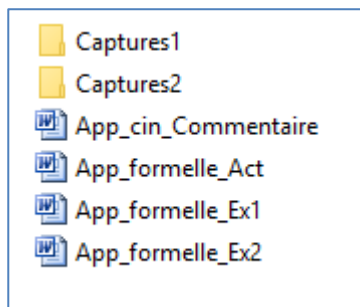 Captures1
Captures2
App_cin_Commentaire
App_formelle_Act
App_formelle_Ex1
App_formelle_Ex2